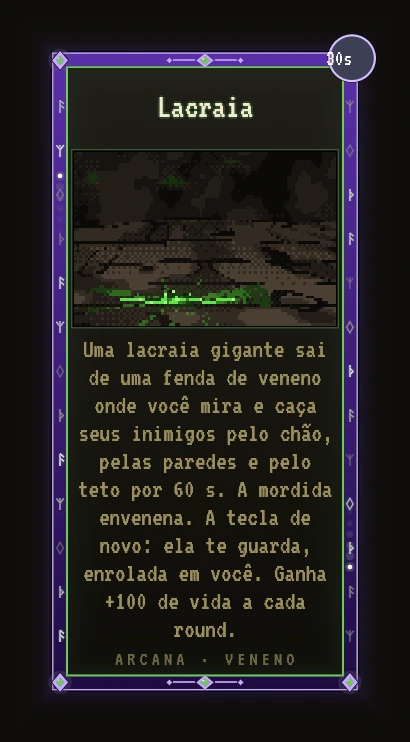 30s
Lacraia
Uma lacraia gigante sai
de uma fenda de veneno
onde você mira e caça
seus inimigos pelo chão,
pelas paredes e pelo
teto por 60 s. A mordida
envenena. A tecla de
novo: ela te guarda,
enrolada em você. Ganha
+100 de vida a cada
round.
ARCANA · VENENO